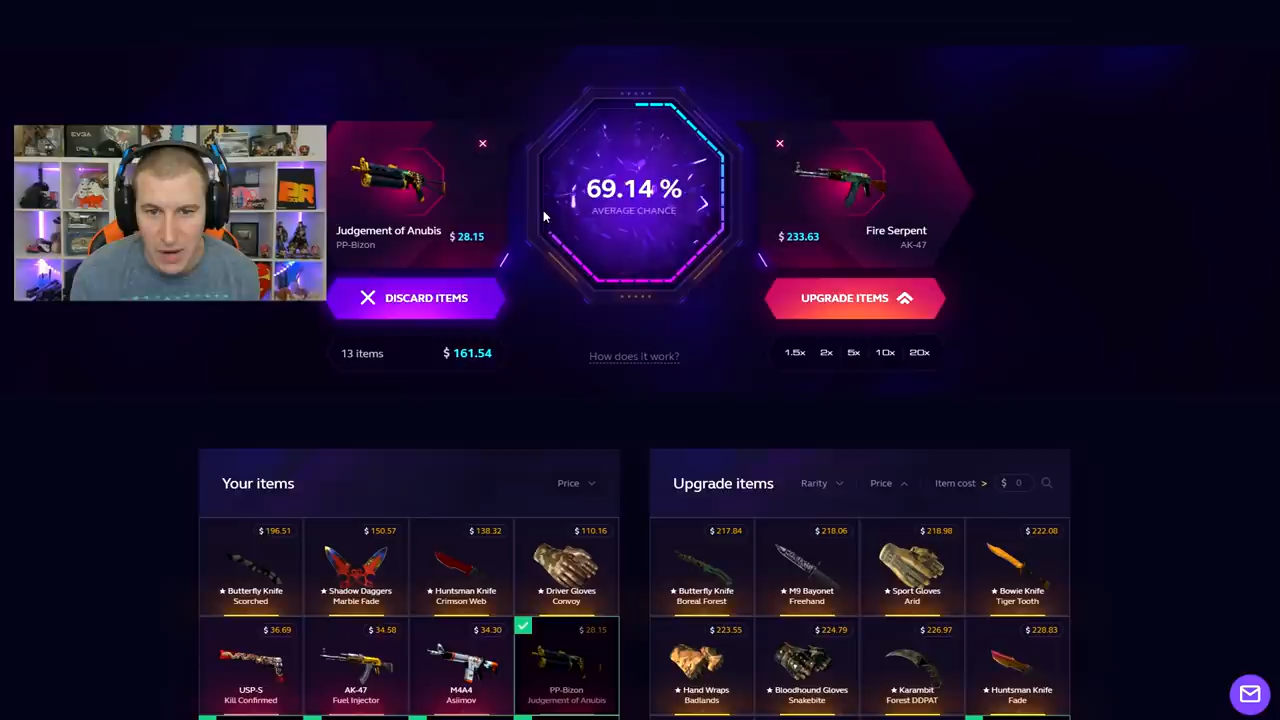 EVGA
69.14 %
AVERAGE CHANCE
Judgement of Anubis
PP-Bizon
$ 28.15
$ 233.63
Fire Serpent
AK-47
DISCARD ITEMS
UPGRADE ITEMS
13 items
$ 161.54
How does it work?
1.5x 2x 5x 10x 20x
Your items
Price
Upgrade items
Rarity
Price
Item cost >
$ 0
$ 196.51
★ Butterfly Knife
Scorched
$ 150.57
★ Shadow Daggers
Marble Fade
$ 138.32
★ Huntsman Knife
Crimson Web
$ 110.16
★ Driver Gloves
Convoy
$ 217.84
★ Butterfly Knife
Boreal Forest
$ 218.06
★ M9 Bayonet
Freehand
$ 218.98
★ Sport Gloves
Arid
$ 222.08
★ Bowie Knife
Tiger Tooth
$ 36.69
USP-S
Kill Confirmed
$ 34.58
AK-47
Fuel Injector
$ 34.30
M4A4
Asiimov
$ 28.15
PP-Bizon
Judgement of Anubis
$ 223.55
★ Hand Wraps
Badlands
$ 224.79
★ Bloodhound Gloves
Snakebite
$ 226.97
★ Karambit
Forest DDPAT
$ 228.83
★ Huntsman Knife
Fade